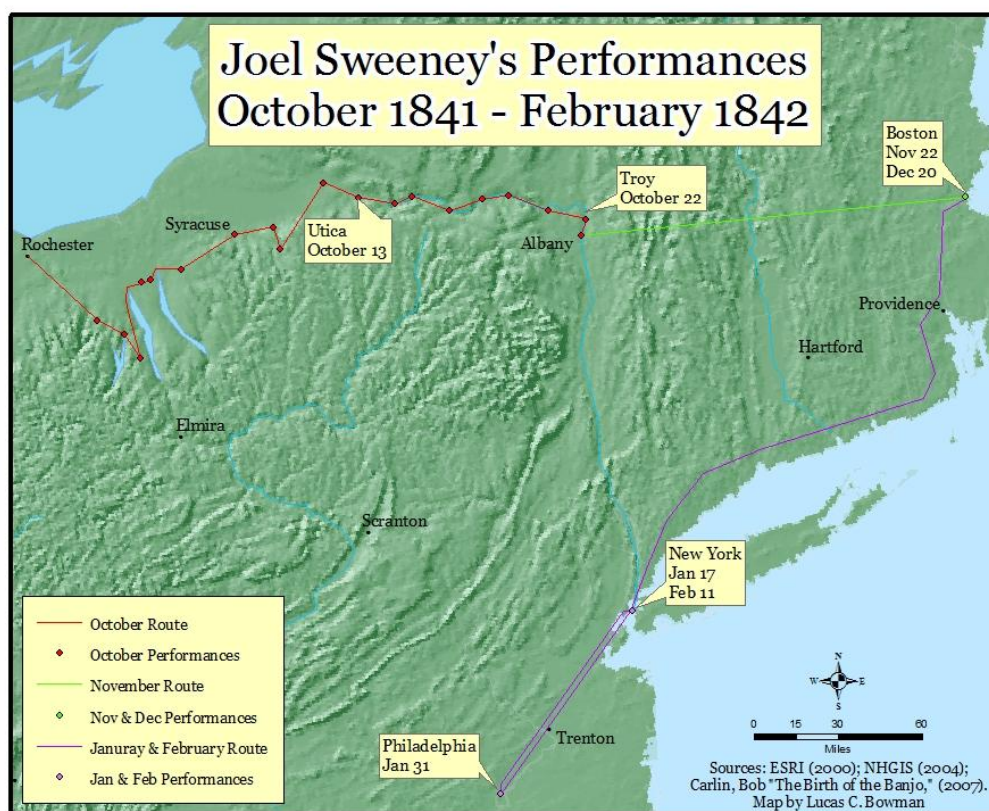 Joel Sweeney's Performances
October 1841 - February 1842
Boston
Nov 22
Dec 20
Troy
October 22
Utica
October 13
Syracuse
Rochester
Albany
Providence
Hartford
Elmira
Scranton
New York
Jan 17
Feb 11
Trenton
Philadelphia
Jan 31
October Route
October Performances
November Route
Nov & Dec Performances
Januray & February Route
Jan & Feb Performances
N
W
E
S
0 15 30 60
Miles
Sources: ESRI (2000); NHGIS (2004);
Carlin, Bob "The Birth of the Banjo," (2007).
Map by Lucas C. Bowman